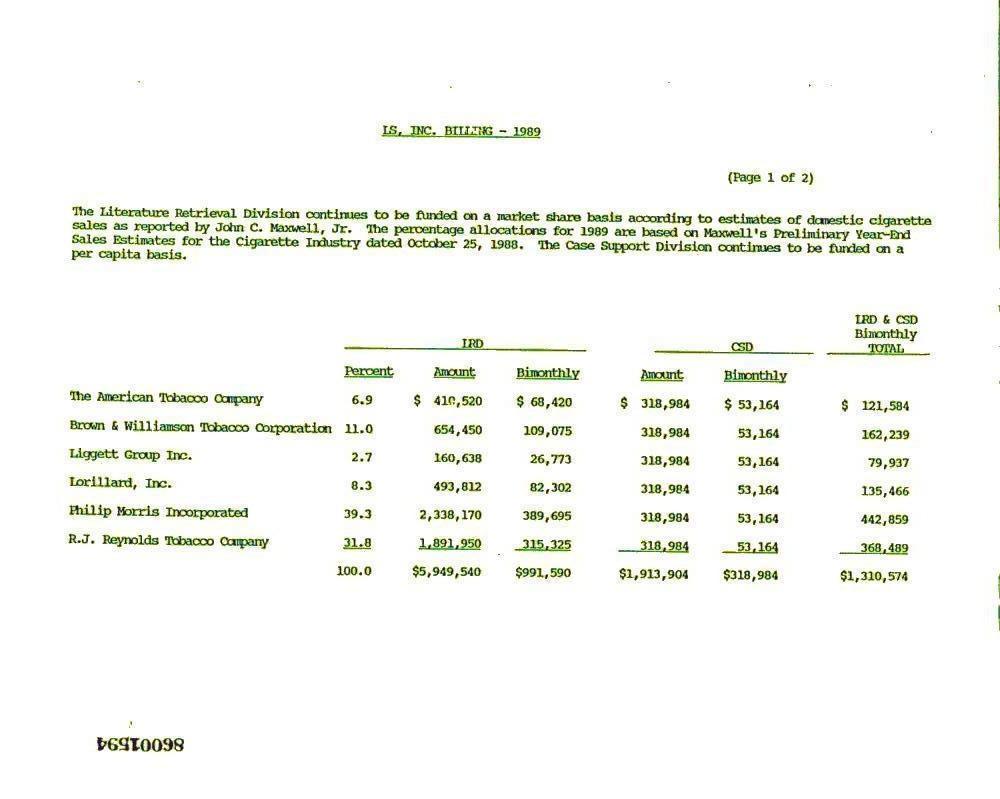 LS, INC. BILLING - 1989
(Page 1 of 2)
The Literature Retrieval Division continues to be funded on a market share basis according to estimates of domestic cigarette
sales as reported by John C. Maxwell, Jr. The percentage allocations for 1989 are based on Maxwell's Preliminary Year-End
Sales Estimates for the Cigarette Industry dated October 25, 1988. The Case Support Division continues to be funded on a
per capita basis.
LRD & CSD
Bimonthly
LRD CSD TOTAL
Percent Amount Bimonthly Amount Bimonthly
The American Tobacco Company 6.9 $ 410,520 $ 68,420 $ 318,984 $ 53,164 $ 121,584
Brown & Williamson Tobacco Corporation 11.0 654,450 109,075 318,984 53,164 162,239
Liggett Group Inc. 2.7 160,638 26,773 318,984 53,164 79,937
Lorillard, Inc. 8.3 493,812 82,302 318,984 53,164 135,466
Philip Morris Incorporated 39.3 2,338,170 389,695 318,984 53,164 442,859
R.J. Reynolds Tobacco Company 31.8 1,891,950 315,325 318,984 53,164 368,489
100.0 $5,949,540 $991,590 $1,913,904 $318,984 $1,310,574
86001594